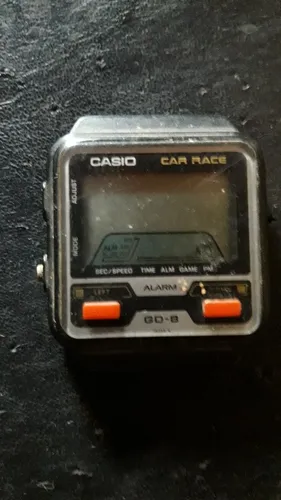 CASIO CAR RACE
ADJUST
MODE
SEC/SPEED TIME ALM GAME PM
ALARM
LEFT
GD-8